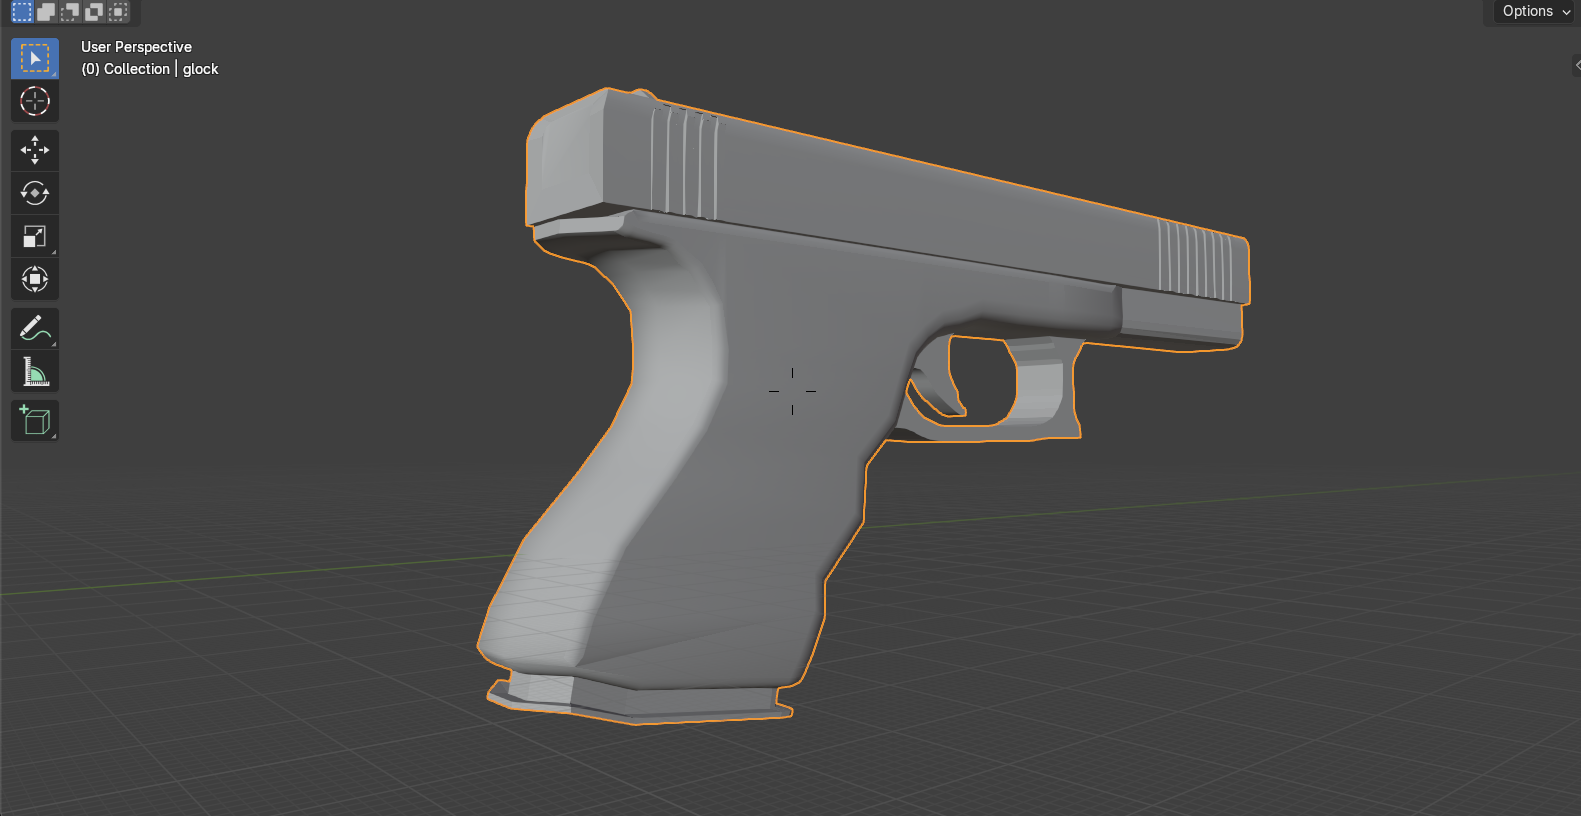 Options
User Perspective
(0) Collection | glock